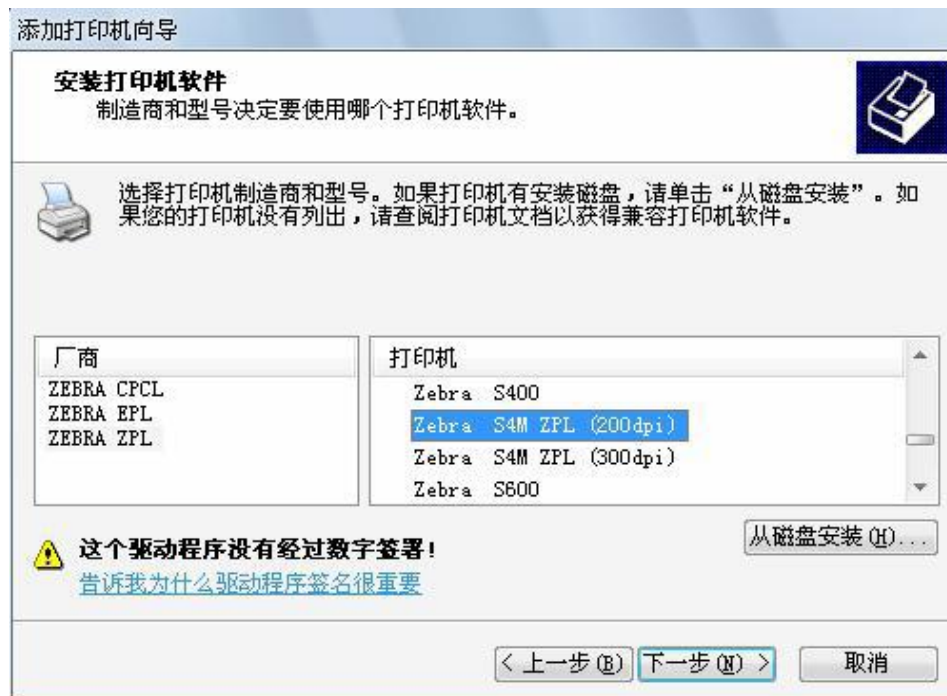 添加打印机向导
安装打印机软件
制造商和型号决定要使用哪个打印机软件。
选择打印机制造商和型号。如果打印机有安装磁盘，请单击“从磁盘安装”。如
果您的打印机没有列出，请查阅打印机文档以获得兼容打印机软件。
厂商
ZEBRA CPCL
ZEBRA EPL
ZEBRA ZPL
打印机
Zebra S400
Zebra S4M ZPL (200dpi)
Zebra S4M ZPL (300dpi)
Zebra S600
这个驱动程序没有经过数字签署!
告诉我为什么驱动程序签名很重要
从磁盘安装(H)...
< 上一步(B)
下一步(N) >
取消